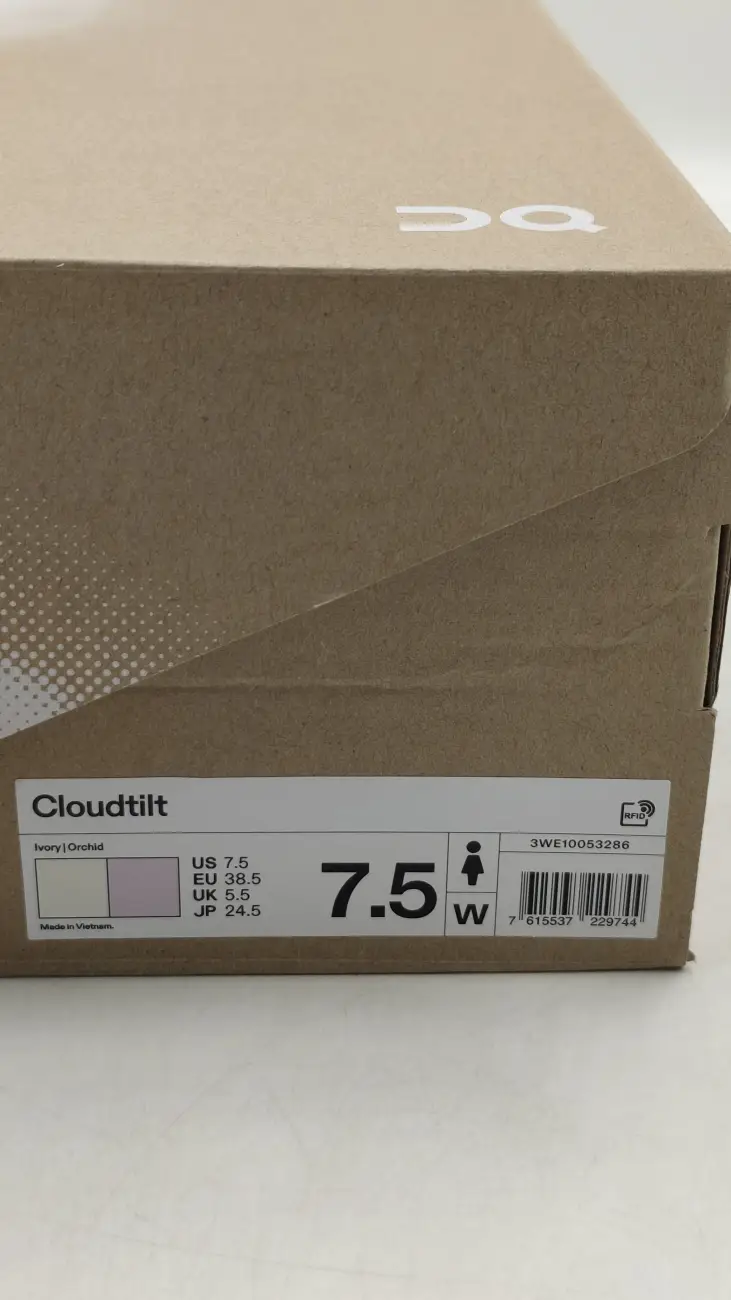 On
Cloudtilt
RFID
Ivory | Orchid
US 7.5
EU 38.5
UK 5.5
JP 24.5
Made in Vietnam.
7.5
W
3WE10053286
7 615537 229744